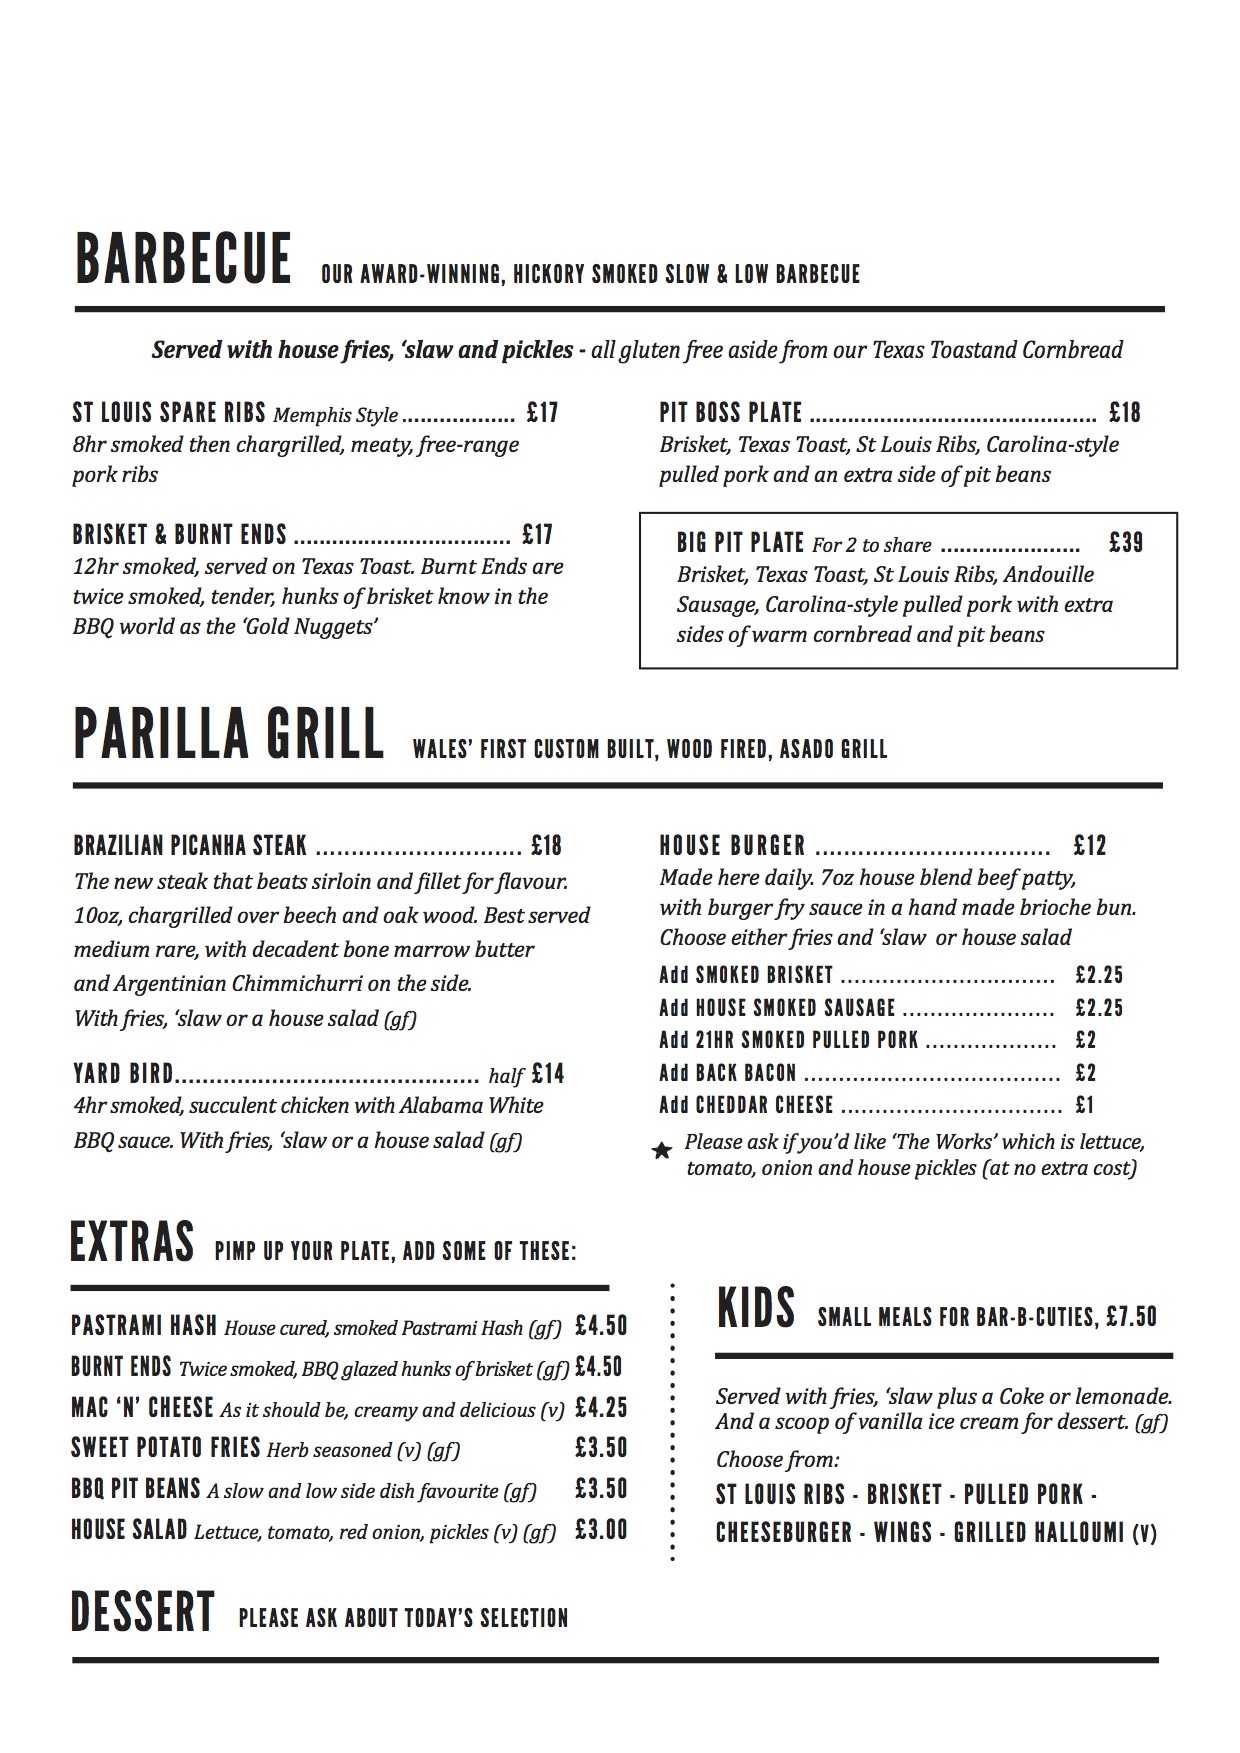 BARBECUE OUR AWARD-WINNING, HICKORY SMOKED SLOW & LOW BARBECUE
Served with house fries, ‘slaw and pickles - all gluten free aside from our Texas Toastand Cornbread
ST LOUIS SPARE RIBS Memphis Style .................. £17
8hr smoked then chargrilled, meaty, free-range
pork ribs
BRISKET & BURNT ENDS .................................. £17
12hr smoked, served on Texas Toast. Burnt Ends are
twice smoked, tender, hunks of brisket know in the
BBQ world as the ‘Gold Nuggets’
PIT BOSS PLATE ............................................. £18
Brisket, Texas Toast, St Louis Ribs, Carolina-style
pulled pork and an extra side of pit beans
BIG PIT PLATE For 2 to share ...................... £39
Brisket, Texas Toast, St Louis Ribs, Andouille
Sausage, Carolina-style pulled pork with extra
sides of warm cornbread and pit beans
PARILLA GRILL WALES’ FIRST CUSTOM BUILT, WOOD FIRED, ASADO GRILL
BRAZILIAN PICANHA STEAK ............................. £18
The new steak that beats sirloin and fillet for flavour.
10oz, chargrilled over beech and oak wood. Best served
medium rare, with decadent bone marrow butter
and Argentinian Chimmichurri on the side.
With fries, ‘slaw or a house salad (gf)
YARD BIRD............................................ half £14
4hr smoked, succulent chicken with Alabama White
BBQ sauce. With fries, ‘slaw or a house salad (gf)
HOUSE BURGER ................................ £12
Made here daily. 7oz house blend beef patty,
with burger fry sauce in a hand made brioche bun.
Choose either fries and ‘slaw or house salad
Add SMOKED BRISKET ............................... £2.25
Add HOUSE SMOKED SAUSAGE ...................... £2.25
Add 21HR SMOKED PULLED PORK ................... £2
Add BACK BACON ..................................... £2
Add CHEDDAR CHEESE ................................ £1
★ Please ask if you’d like ‘The Works’ which is lettuce,
tomato, onion and house pickles (at no extra cost)
EXTRAS PIMP UP YOUR PLATE, ADD SOME OF THESE:
PASTRAMI HASH House cured, smoked Pastrami Hash (gf) £4.50
BURNT ENDS Twice smoked, BBQ glazed hunks of brisket (gf) £4.50
MAC ‘N’ CHEESE As it should be, creamy and delicious (v) £4.25
SWEET POTATO FRIES Herb seasoned (v) (gf) £3.50
BBQ PIT BEANS A slow and low side dish favourite (gf) £3.50
HOUSE SALAD Lettuce, tomato, red onion, pickles (v) (gf) £3.00
KIDS SMALL MEALS FOR BAR-B-CUTIES, £7.50
Served with fries, ‘slaw plus a Coke or lemonade.
And a scoop of vanilla ice cream for dessert. (gf)
Choose from:
ST LOUIS RIBS - BRISKET - PULLED PORK -
CHEESEBURGER - WINGS - GRILLED HALLOUMI (V)
DESSERT PLEASE ASK ABOUT TODAY’S SELECTION